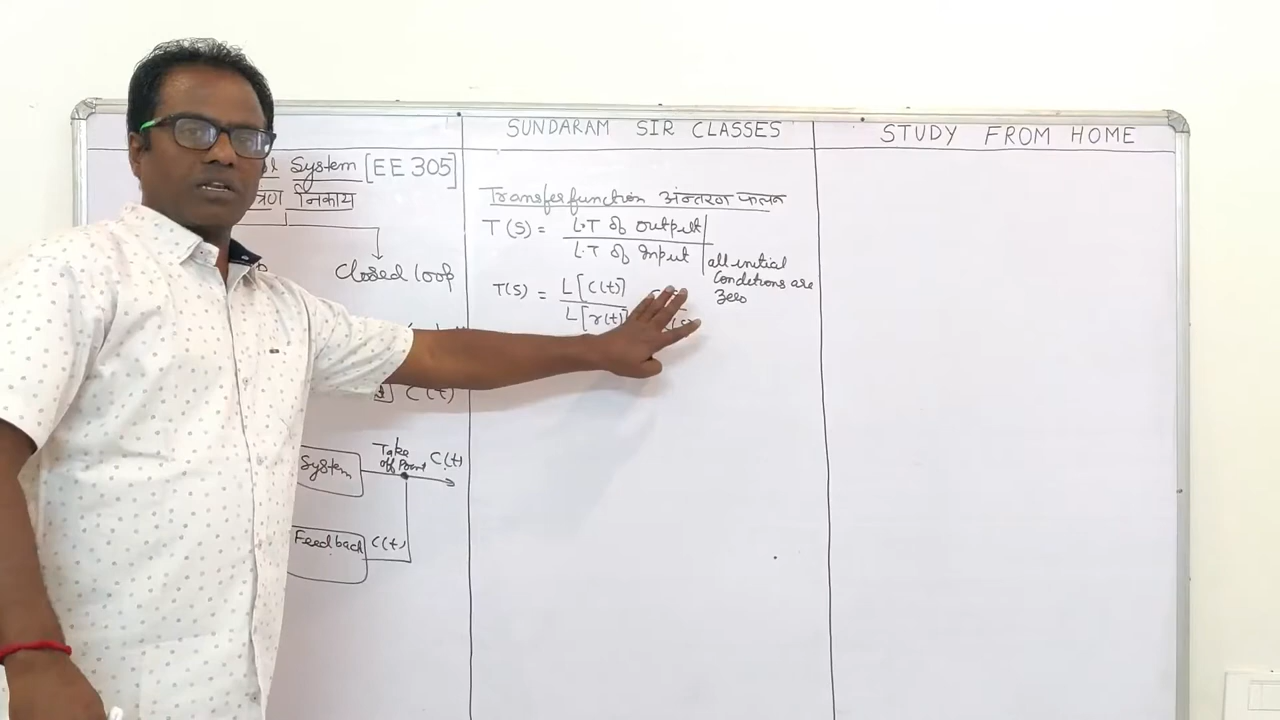 SUNDARAM SIR CLASSES
STUDY FROM HOME
System [EE 305]
निकाय
Closed loop
C(t)
System
Take
off Point
C(t)
Feedback
C(t)
Transfer function अंन्तरण फलन
T(S) = L.T of output
L.T of Input
all initial
Conditions are
Zero
T(S) = L[C(t)]
L[r(t)]